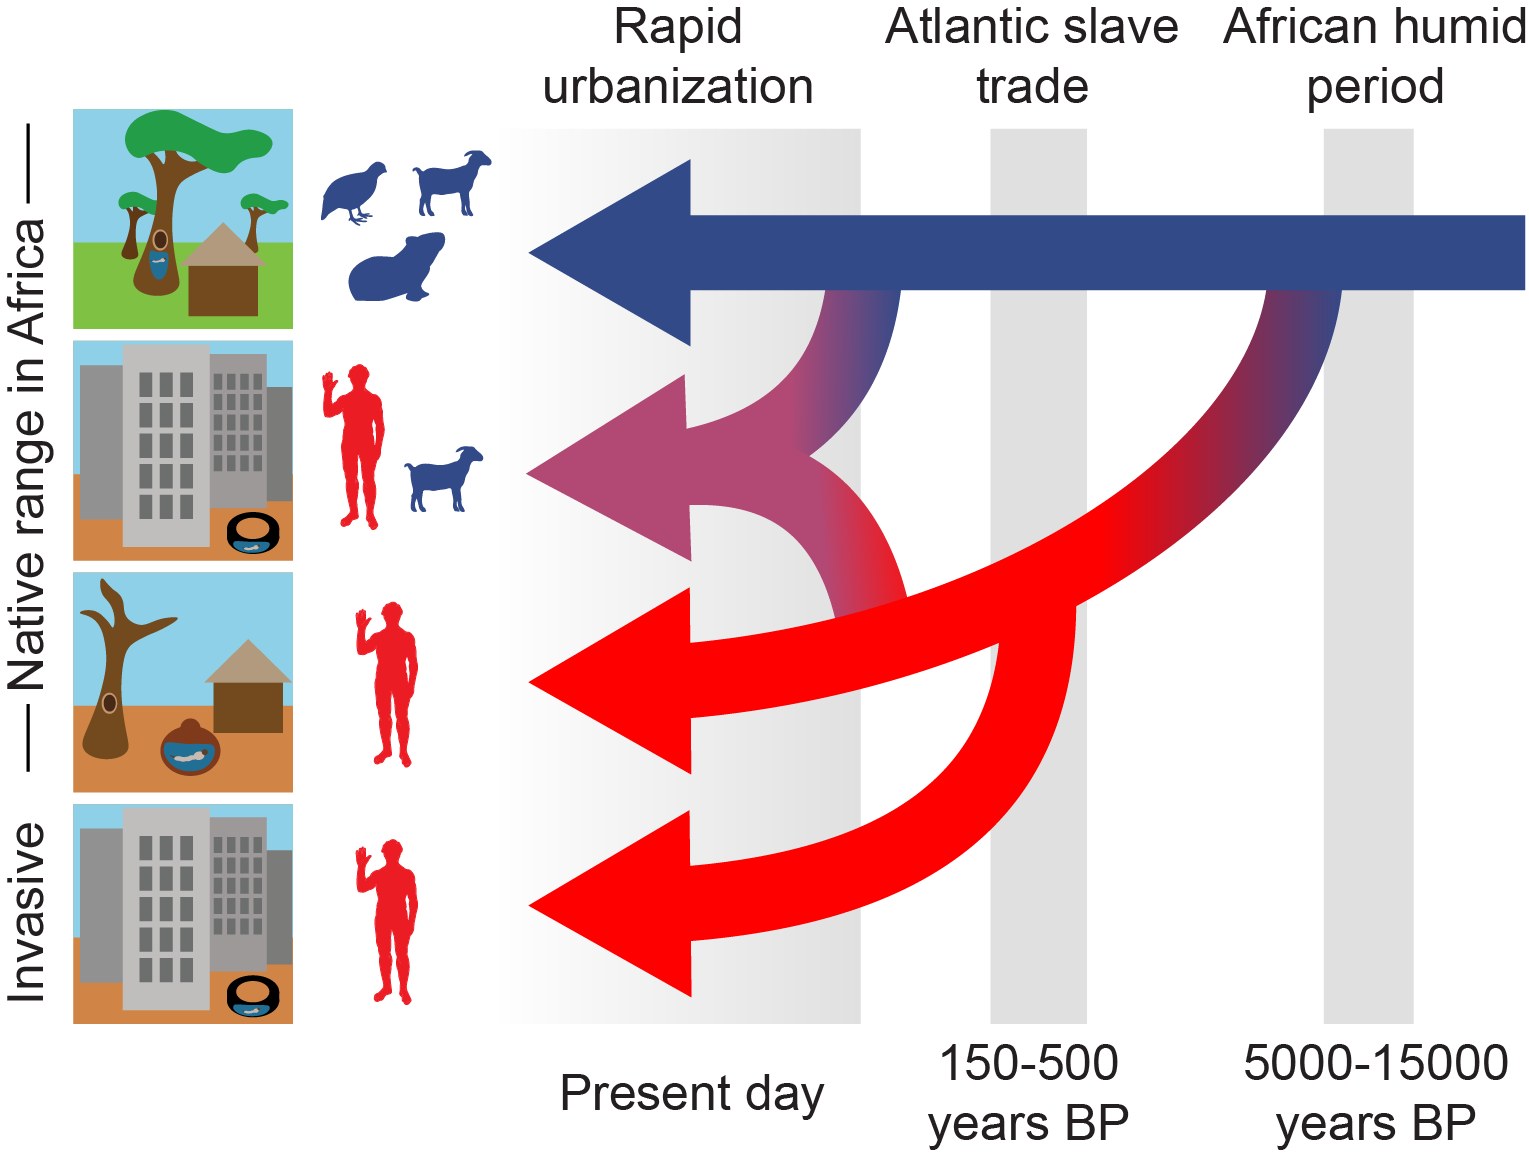 Rapid
urbanization
Atlantic slave
trade
African humid
period
Native range in Africa
Invasive
Present day
150-500
years BP
5000-15000
years BP